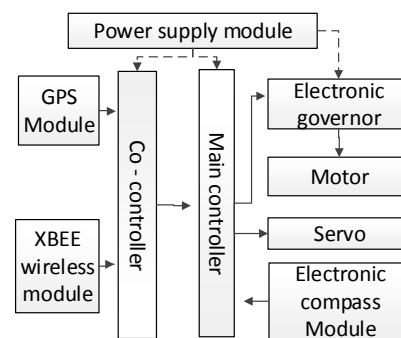 Power supply module
GPS
Module
XBEE
wireless
module
Co - controller
Main controller
Electronic
governor
Motor
Servo
Electronic
compass
Module